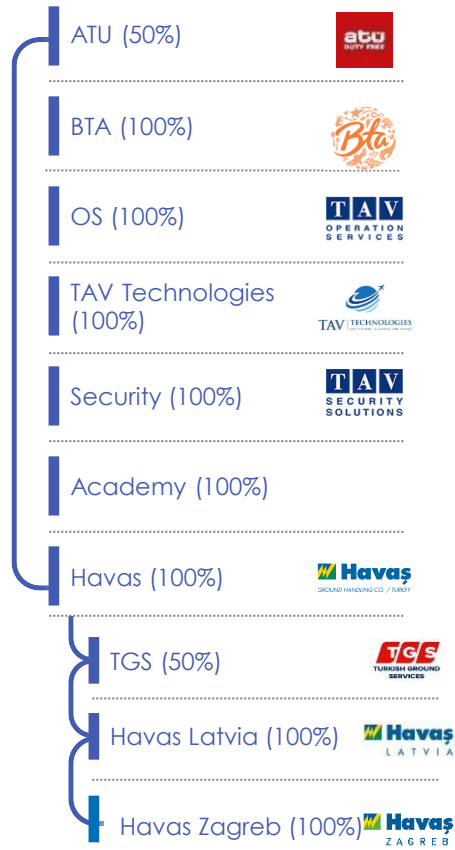 ATU (50%)
atu
DUTY FREE
BTA (100%)
Bta
OS (100%)
TAV
OPERATION
SERVICES
TAV Technologies
(100%)
TAV TECHNOLOGIES
Security (100%)
TAV
SECURITY
SOLUTIONS
Academy (100%)
Havas (100%)
Havaş
GROUND HANDLING CO. / TURKEY
TGS (50%)
TGS
TURKISH GROUND
SERVICES
Havas Latvia (100%)
Havaş
LATVIA
Havas Zagreb (100%)
Havaş
ZAGREB